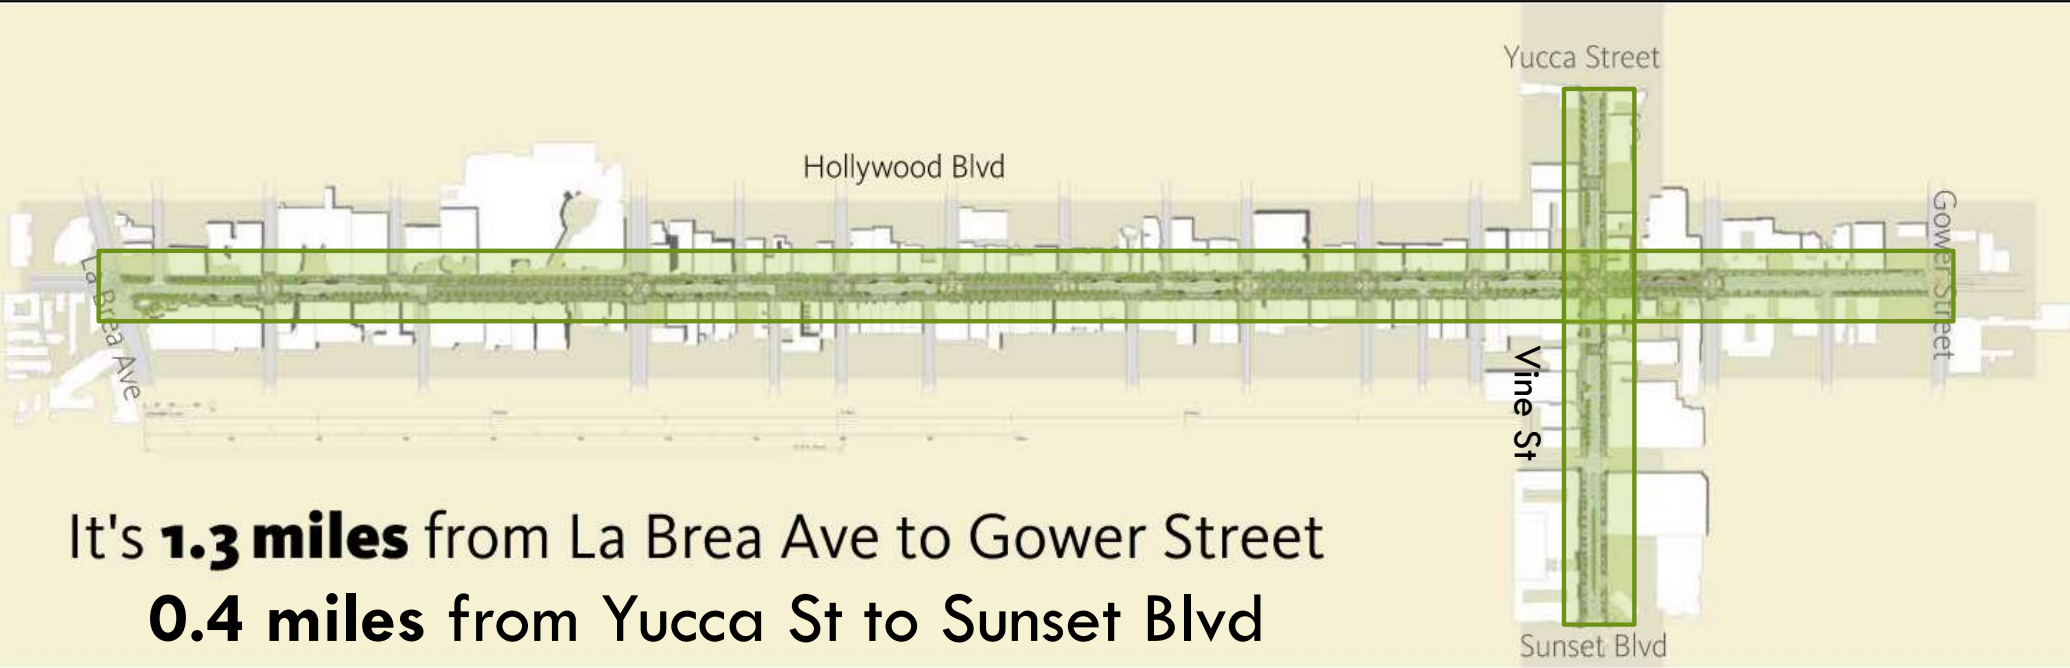 Yucca Street
Hollywood Blvd
La Brea Ave
Gower Street
Vine St
It's 1.3 miles from La Brea Ave to Gower Street
0.4 miles from Yucca St to Sunset Blvd
Sunset Blvd